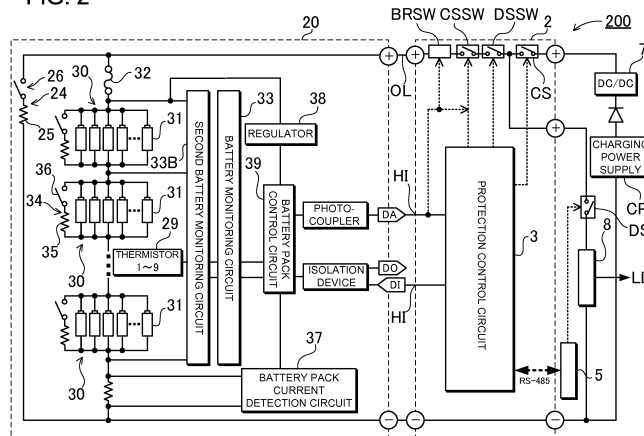 FIG. 2
20
BRSW
CSSW
DSSW
2
200
26
24
25
30
32
OL
CS
DC/DC
7
31
33
38
REGULATOR
33B
SECOND BATTERY MONITORING CIRCUIT
BATTERY MONITORING CIRCUIT
39
BATTERY PACK
CONTROL CIRCUIT
CHARGING
POWER
SUPPLY
36
34
35
31
29
THERMISTOR
1～9
30
PHOTO-
COUPLER
DA
HI
PROTECTION CONTROL
CIRCUIT
3
8
ISOLATION
DEVICE
DO
DI
HI
31
30
37
BATTERY PACK
CURRENT
DETECTION CIRCUIT
RS-485
5